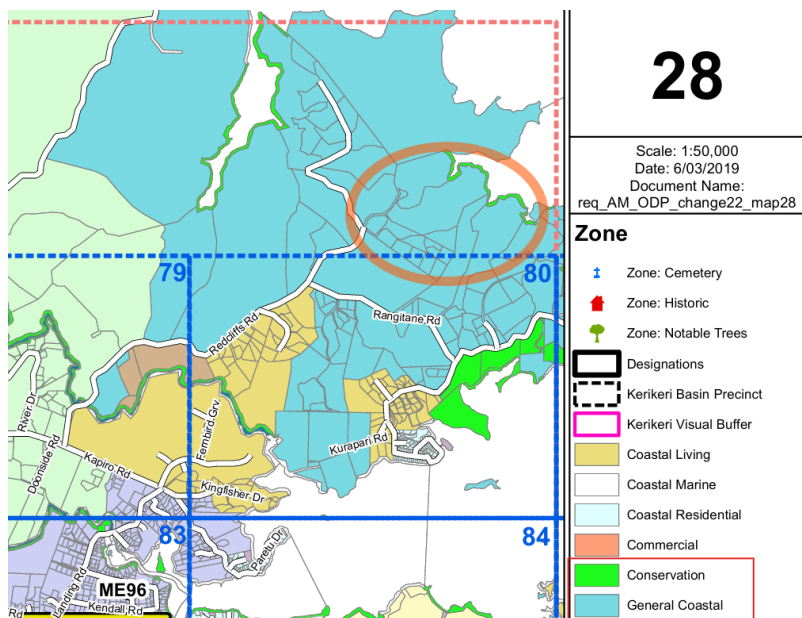 28
Scale: 1:50,000
Date: 6/03/2019
Document Name:
req_AM_ODP_change22_map28
Zone
Zone: Cemetery
Zone: Historic
Zone: Notable Trees
Designations
Kerikeri Basin Precinct
Kerikeri Visual Buffer
Coastal Living
Coastal Marine
Coastal Residential
Commercial
Conservation
General Coastal
79
80
Redcliffs Rd
Rangitane Rd
River Dr
Doonside Rd
Kapiro Rd
Fernbird Grv
Kurapari Rd
Kingfisher Dr
83
84
Paretu Dr
Landing Rd
ME96
Kendall Rd
Rd